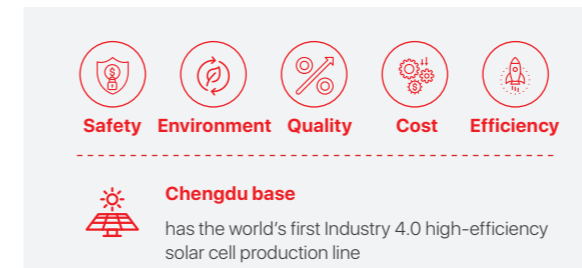 Safety Environment Quality Cost Efficiency
Chengdu base
has the world's first Industry 4.0 high-efficiency
solar cell production line